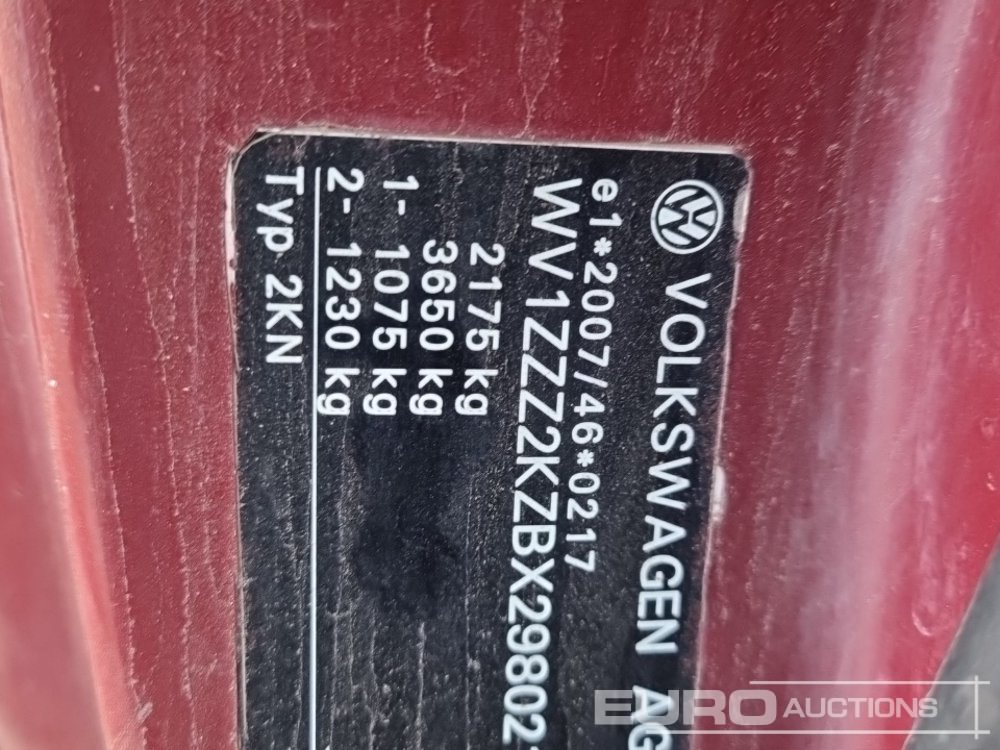 VOLKSWAGEN AG
e1*2007/46*0217
WV1ZZZ2KZBX29802
2175 kg
3650 kg
1- 1075 kg
2- 1230 kg
Typ 2KN
EURO AUCTIONS